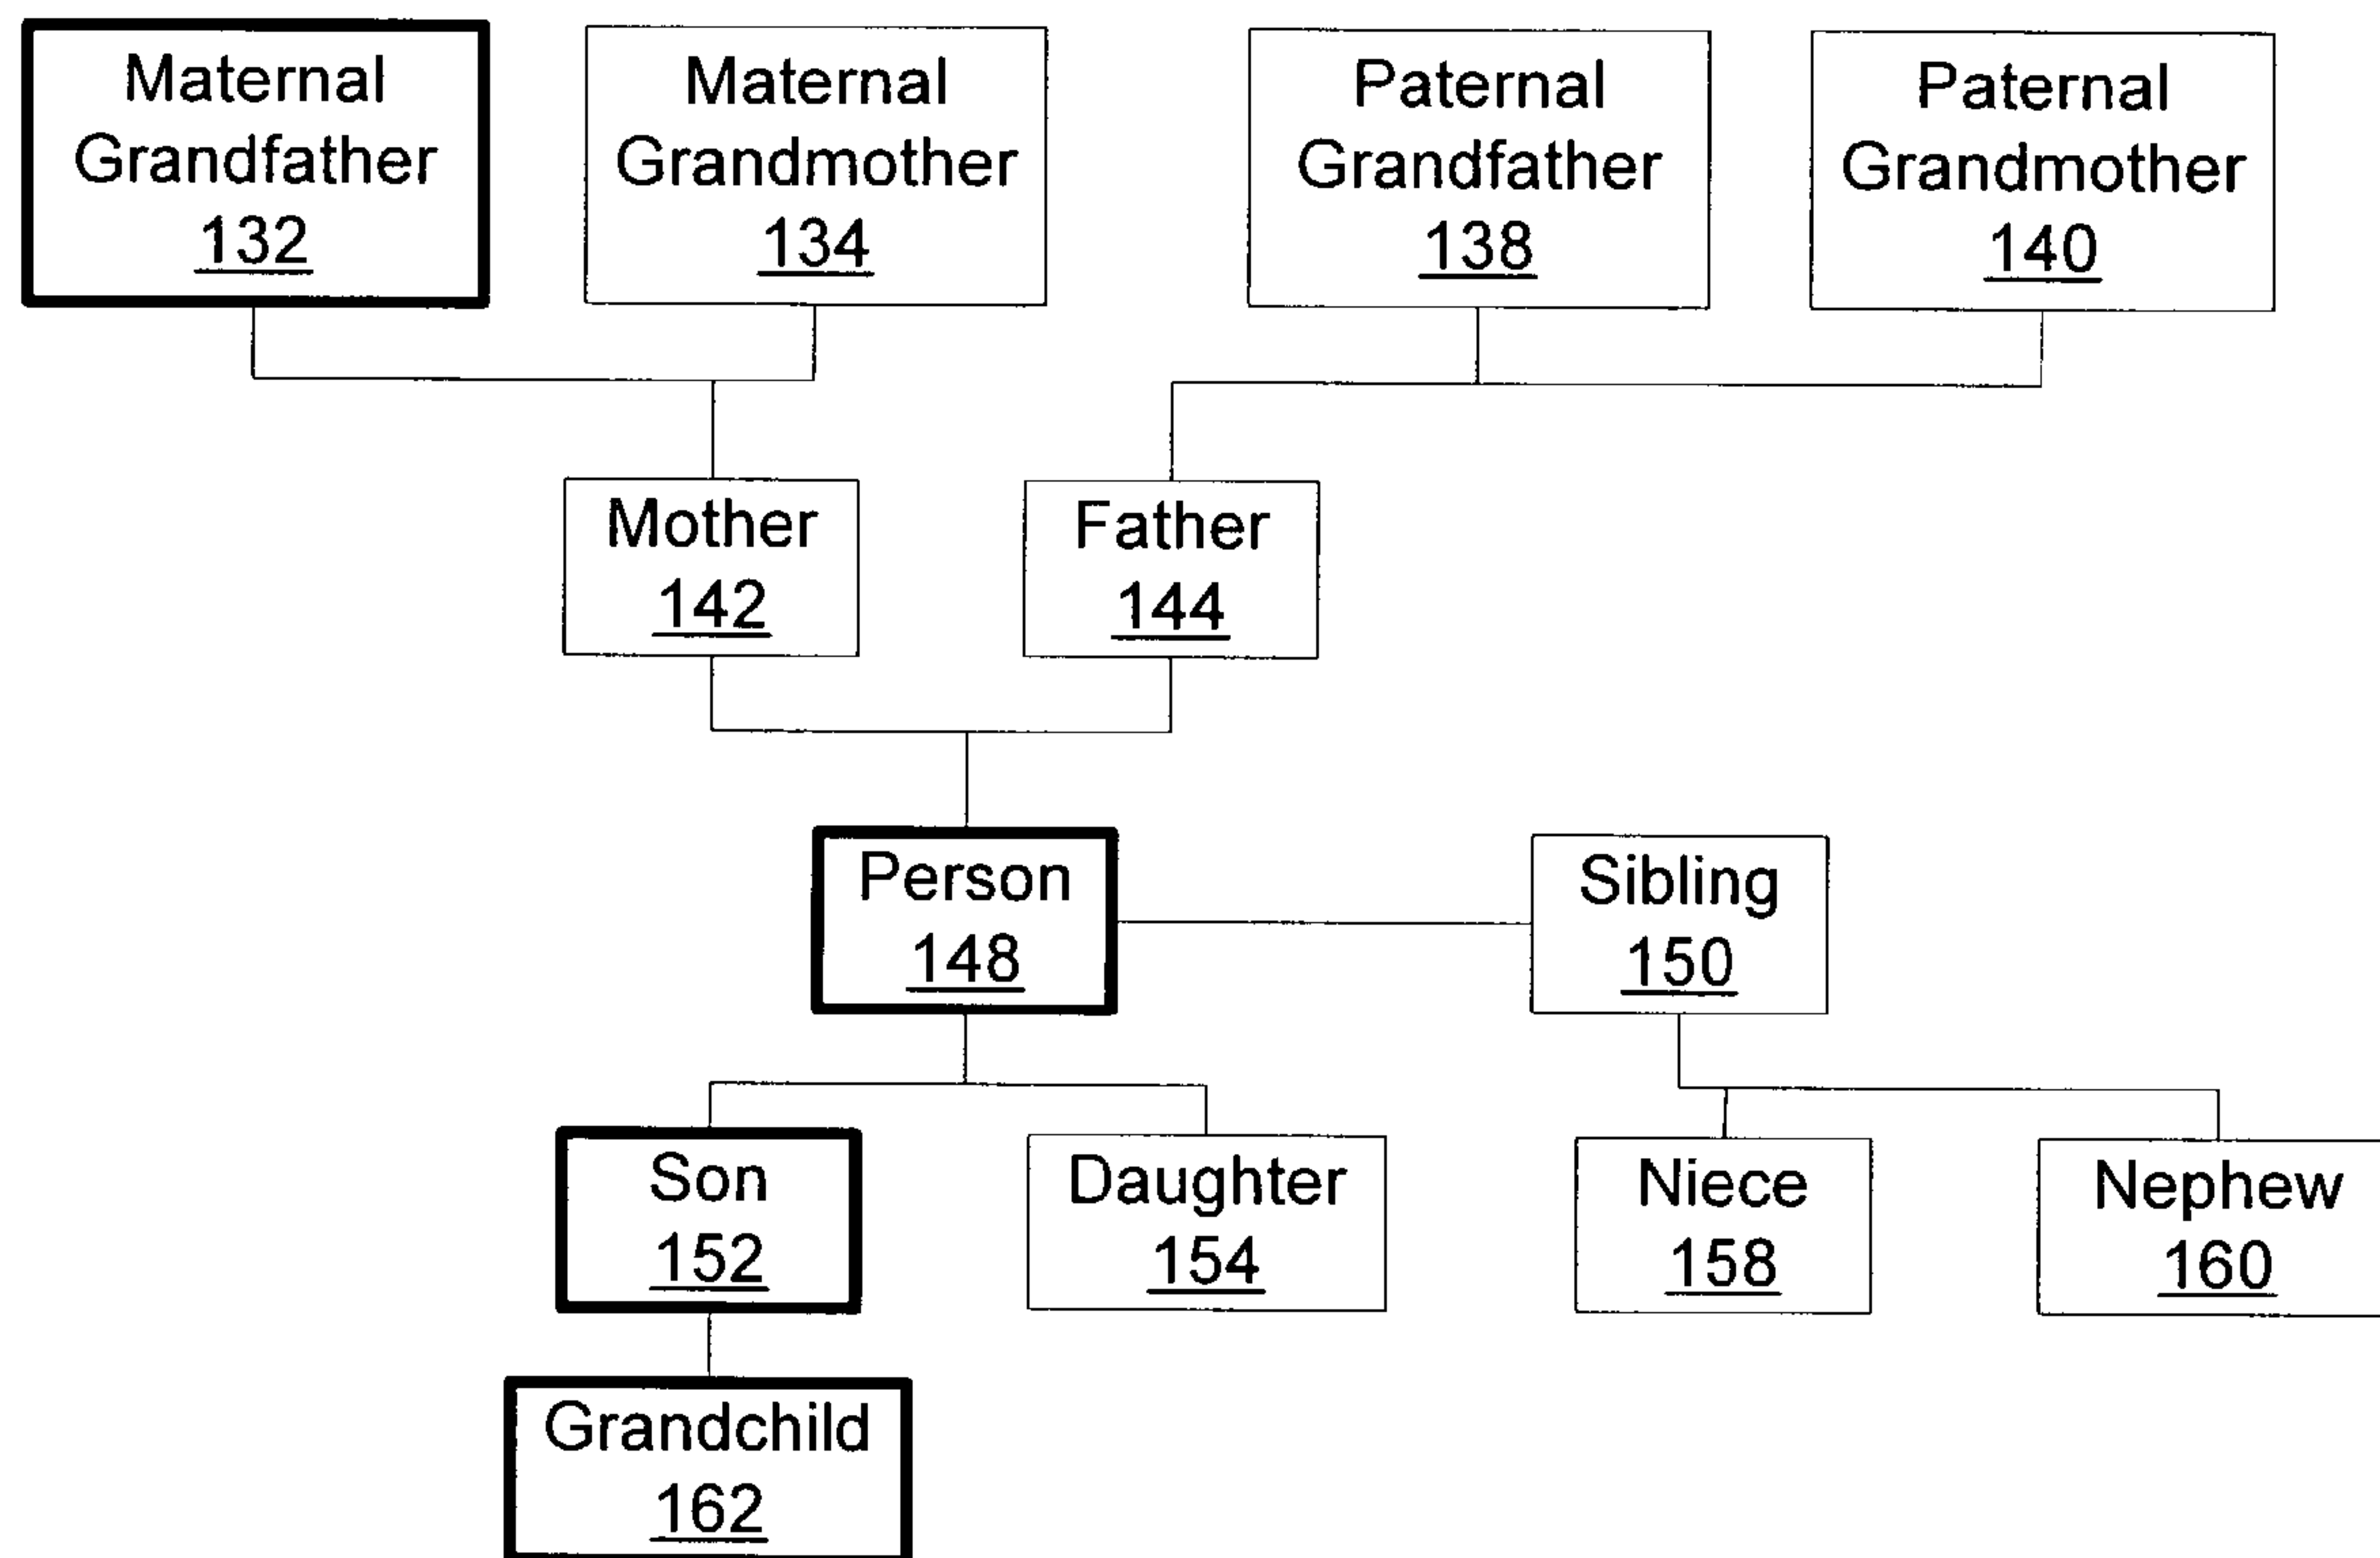 Maternal
Grandfather
132
Maternal
Grandmother
134
Paternal
Grandfather
138
Paternal
Grandmother
140
Mother
142
Father
144
Person
148
Sibling
150
Son
152
Daughter
154
Niece
158
Nephew
160
Grandchild
162